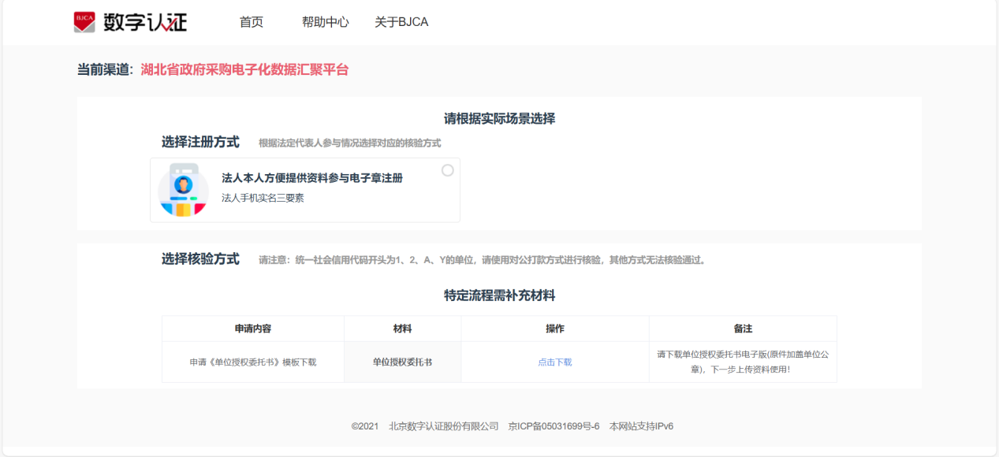 BJCA 数字认证 首页 帮助中心 关于BJCA
当前渠道: 湖北省政府采购电子化数据汇聚平台
请根据实际场景选择
选择注册方式 根据法定代表人参与情况选择对应的核验方式
法人本人方便提供资料参与电子章注册
法人手机实名三要素
选择核验方式 请注意：统一社会信用代码开头为1、2、A、Y的单位，请使用对公打款方式进行核验，其他方式无法核验通过。
特定流程需补充材料
申请内容 材料 操作 备注
申请《单位授权委托书》模板下载 单位授权委托书 点击下载 请下载单位授权委托书电子版(原件加盖单位公
章)，下一步上传资料使用！
©2021 北京数字认证股份有限公司 京ICP备05031699号-6 本网站支持IPv6